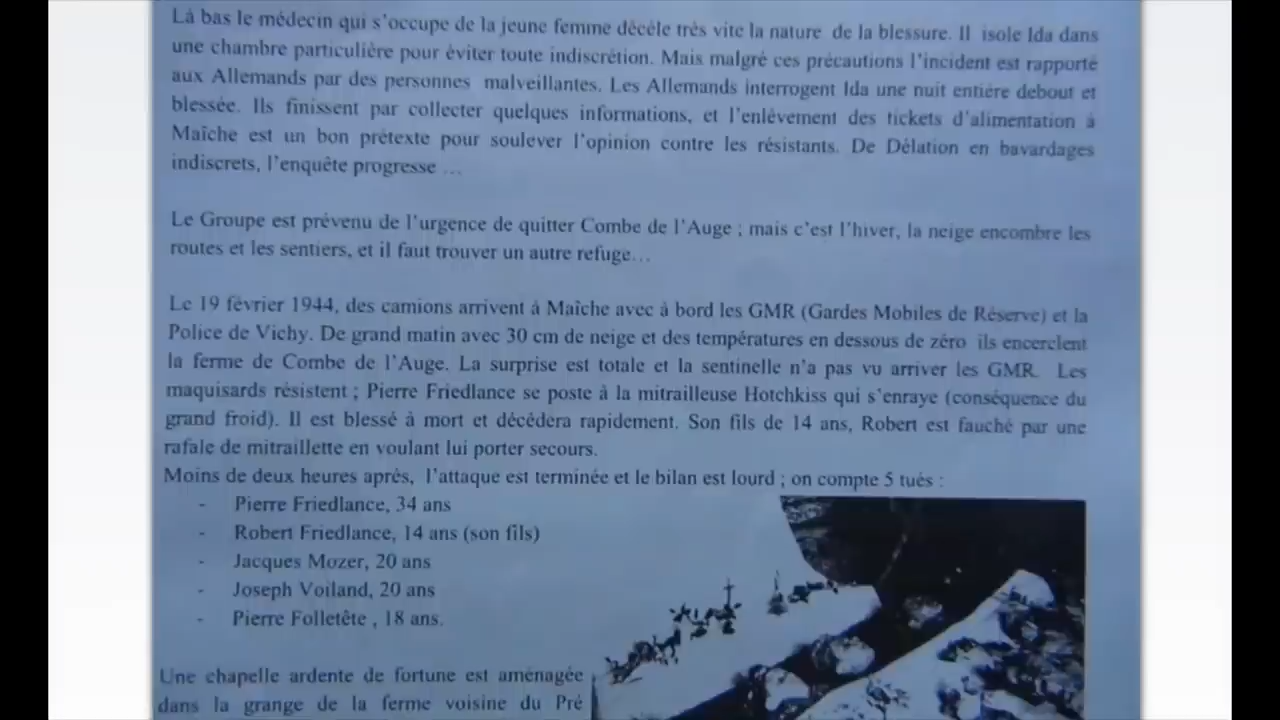 Là bas le médecin qui s'occupe de la jeune femme décèle très vite la nature de la blessure. Il isole Ida dans
une chambre particulière pour éviter toute indiscrétion. Mais malgré ces précautions l'incident est rapporté
aux Allemands par des personnes malveillantes. Les Allemands interrogent Ida une nuit entière debout et
blessée. Ils finissent par collecter quelques informations, et l'enlèvement des tickets d'alimentation à
Maîche est un bon prétexte pour soulever l'opinion contre les résistants. De Délation en bavardages
indiscrets, l'enquête progresse ...
Le Groupe est prévenu de l'urgence de quitter Combe de l'Auge ; mais c'est l'hiver, la neige encombre les
routes et les sentiers, et il faut trouver un autre refuge...
Le 19 février 1944, des camions arrivent à Maîche avec à bord les GMR (Gardes Mobiles de Réserve) et la
Police de Vichy. De grand matin avec 30 cm de neige et des températures en dessous de zéro ils encerclent
la ferme de Combe de l'Auge. La surprise est totale et la sentinelle n'a pas vu arriver les GMR. Les
maquisards résistent ; Pierre Friedlance se poste à la mitrailleuse Hotchkiss qui s'enraye (conséquence du
grand froid). Il est blessé à mort et décédera rapidement. Son fils de 14 ans, Robert est fauché par une
rafale de mitraillette en voulant lui porter secours.
Moins de deux heures après, l'attaque est terminée et le bilan est lourd ; on compte 5 tués :
- Pierre Friedlance, 34 ans
- Robert Friedlance, 14 ans (son fils)
- Jacques Mozer, 20 ans
- Joseph Voiland, 20 ans
- Pierre Folletête , 18 ans.
Une chapelle ardente de fortune est aménagée
dans la grange de la ferme voisine du Pré